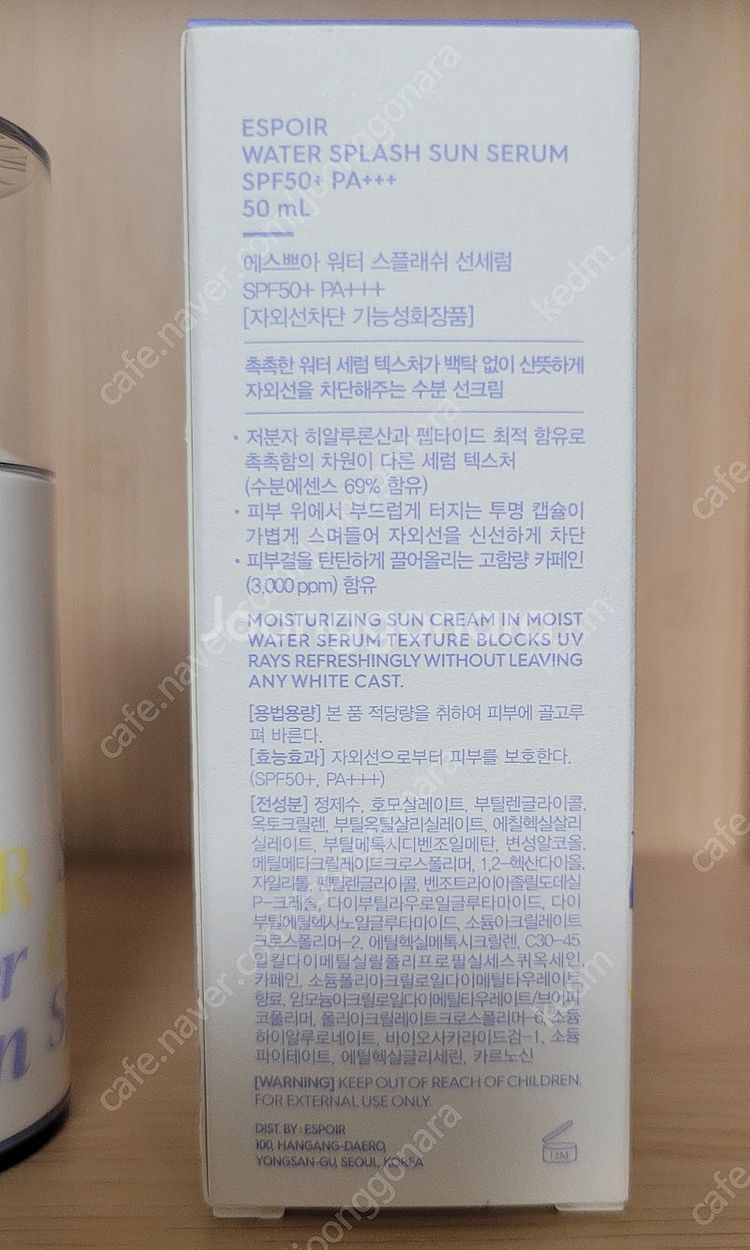 ESPOIR
WATER SPLASH SUN SERUM
SPF50+ PA+++
50 mL
에스쁘아 워터 스플래쉬 선세럼
SPF50+ PA+++
[자외선차단 기능성화장품]
촉촉한 워터 세럼 텍스처가 백탁 없이 산뜻하게
자외선을 차단해주는 수분 선크림
• 저분자 히알루론산과 펩타이드 최적 함유로
촉촉함의 차원이 다른 세럼 텍스처
(수분에센스 69% 함유)
• 피부 위에서 부드럽게 터지는 투명 캡슐이
가볍게 스며들어 자외선을 신선하게 차단
• 피부결을 탄탄하게 끌어올리는 고함량 카페인
(3,000 ppm) 함유
MOISTURIZING SUN CREAM IN MOIST
WATER SERUM TEXTURE BLOCKS UV
RAYS REFRESHINGLY WITHOUT LEAVING
ANY WHITE CAST.
[용법용량] 본 품 적당량을 취하여 피부에 골고루
펴 바른다.
[효능효과] 자외선으로부터 피부를 보호한다.
(SPF50+, PA+++)
[전성분] 정제수, 호모살레이트, 부틸렌글라이콜,
옥토크릴렌, 부틸옥틸살리실레이트, 에칠헥실살리
실레이트, 부틸메톡시디벤조일메탄, 변성알코올,
메틸메타크릴레이트크로스폴리머, 1,2-헥산다이올,
자일리톨, 펜틸렌글라이콜, 벤조트라이아졸릴도데실
P-크레솔, 다이부틸라우로일글루타마이드, 다이
부틸에틸헥사노일글루타마이드, 소듐아크릴레이트
크로스폴리머-2, 에틸헥실메톡시크릴렌, C30-45
알킬다이메틸실릴폴리프로필실세스퀴옥세인,
카페인, 소듐폴리아크릴로일다이메틸타우레이트,
향료, 암모늄아크릴로일다이메틸타우레이트/브이피
코폴리머, 폴리아크릴레이트크로스폴리머-6, 소듐
하이알루로네이트, 바이오사카라이드검-1, 소듐
파이테이트, 에틸헥실글리세린, 카르노신
[WARNING] KEEP OUT OF REACH OF CHILDREN.
FOR EXTERNAL USE ONLY.
DIST. BY : ESPOIR
100, HANGANG-DAERO,
YONGSAN-GU, SEOUL, KOREA
12M
cafe.naver.com/joonggonara
kedm